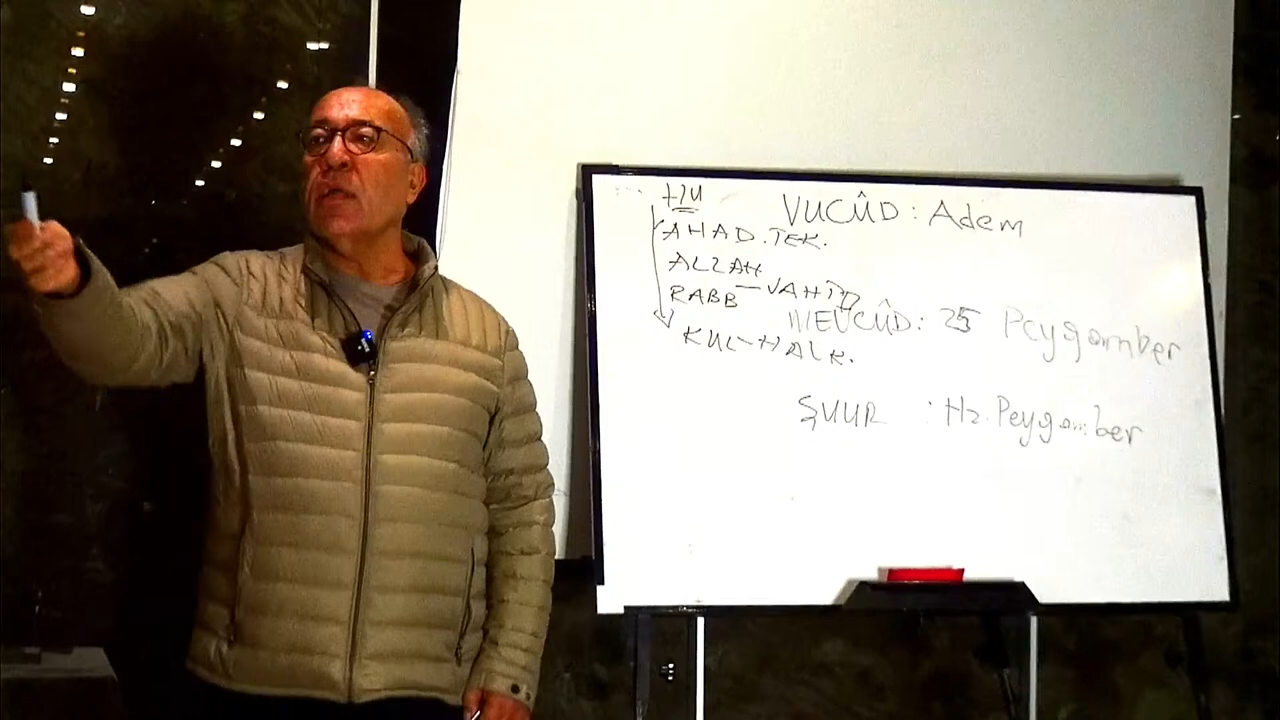 HU
AHAD.TEK.
ALLAH
RABB — VAHİD
KUL-HALK.
VUCÛD : Adem
MEVCÛD : 25 Peygamber
ŞUUR : Hz. Peygamber